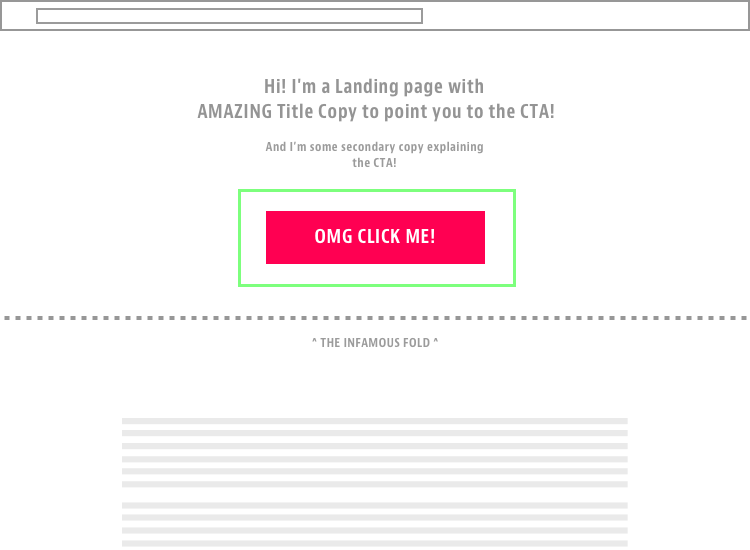 Hi! I'm a Landing page with
AMAZING Title Copy to point you to the CTA!
And I'm some secondary copy explaining
the CTA!
OMG CLICK ME!
^ THE INFAMOUS FOLD ^